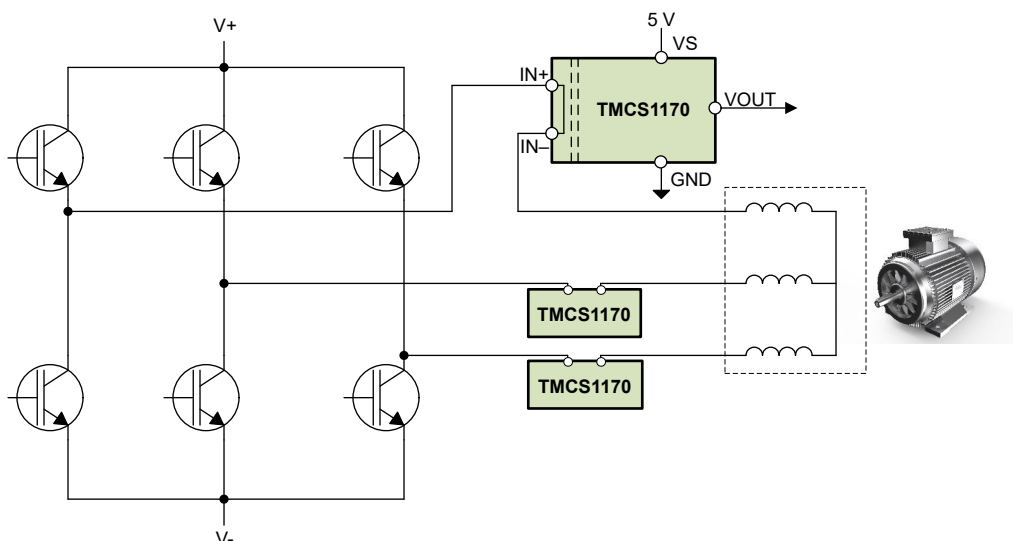 V+
5 V
VS
IN+
TMCS1170
VOUT
IN–
GND
TMCS1170
TMCS1170
V-